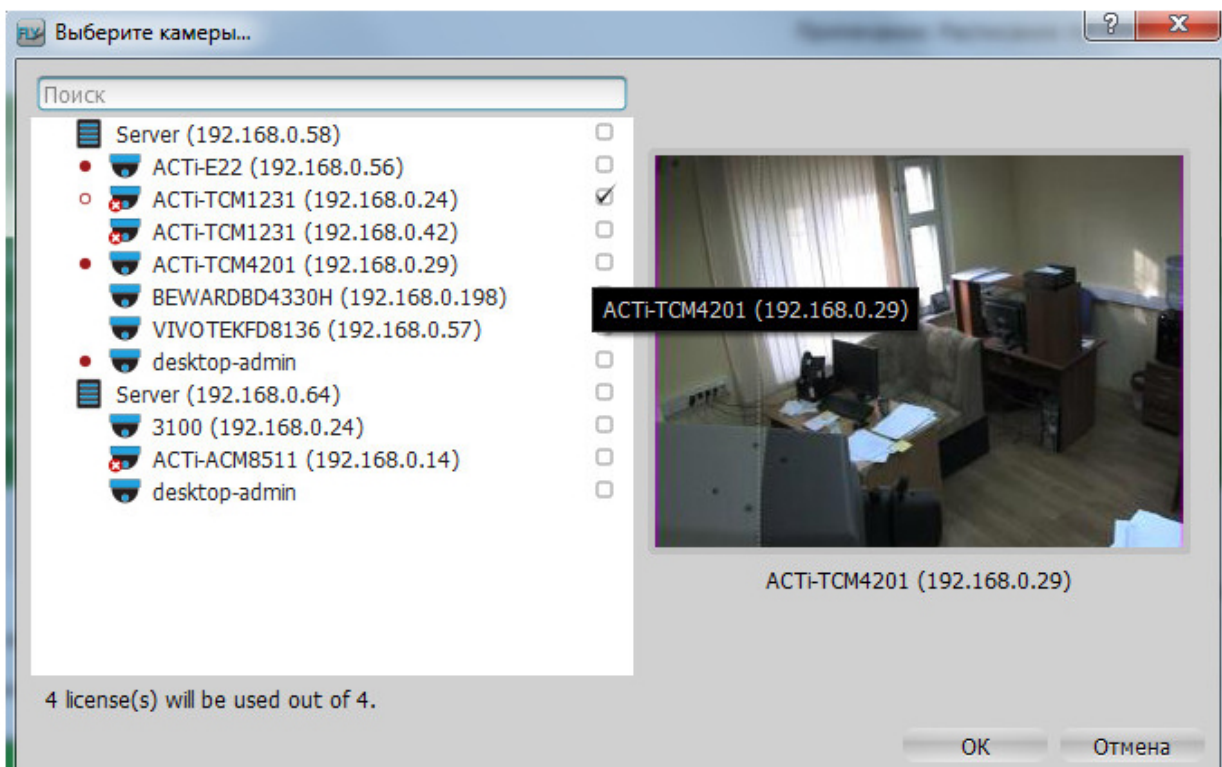 FLY Выберите камеры...
?
X
Поиск
Server (192.168.0.58)
ACTi-E22 (192.168.0.56)
ACTi-TCM1231 (192.168.0.24)
ACTi-TCM1231 (192.168.0.42)
ACTi-TCM4201 (192.168.0.29)
BEWARDBD4330H (192.168.0.198)
VIVOTEKFD8136 (192.168.0.57)
desktop-admin
Server (192.168.0.64)
3100 (192.168.0.24)
ACTi-ACM8511 (192.168.0.14)
desktop-admin
ACTi-TCM4201 (192.168.0.29)
ACTi-TCM4201 (192.168.0.29)
4 license(s) will be used out of 4.
OK
Отмена